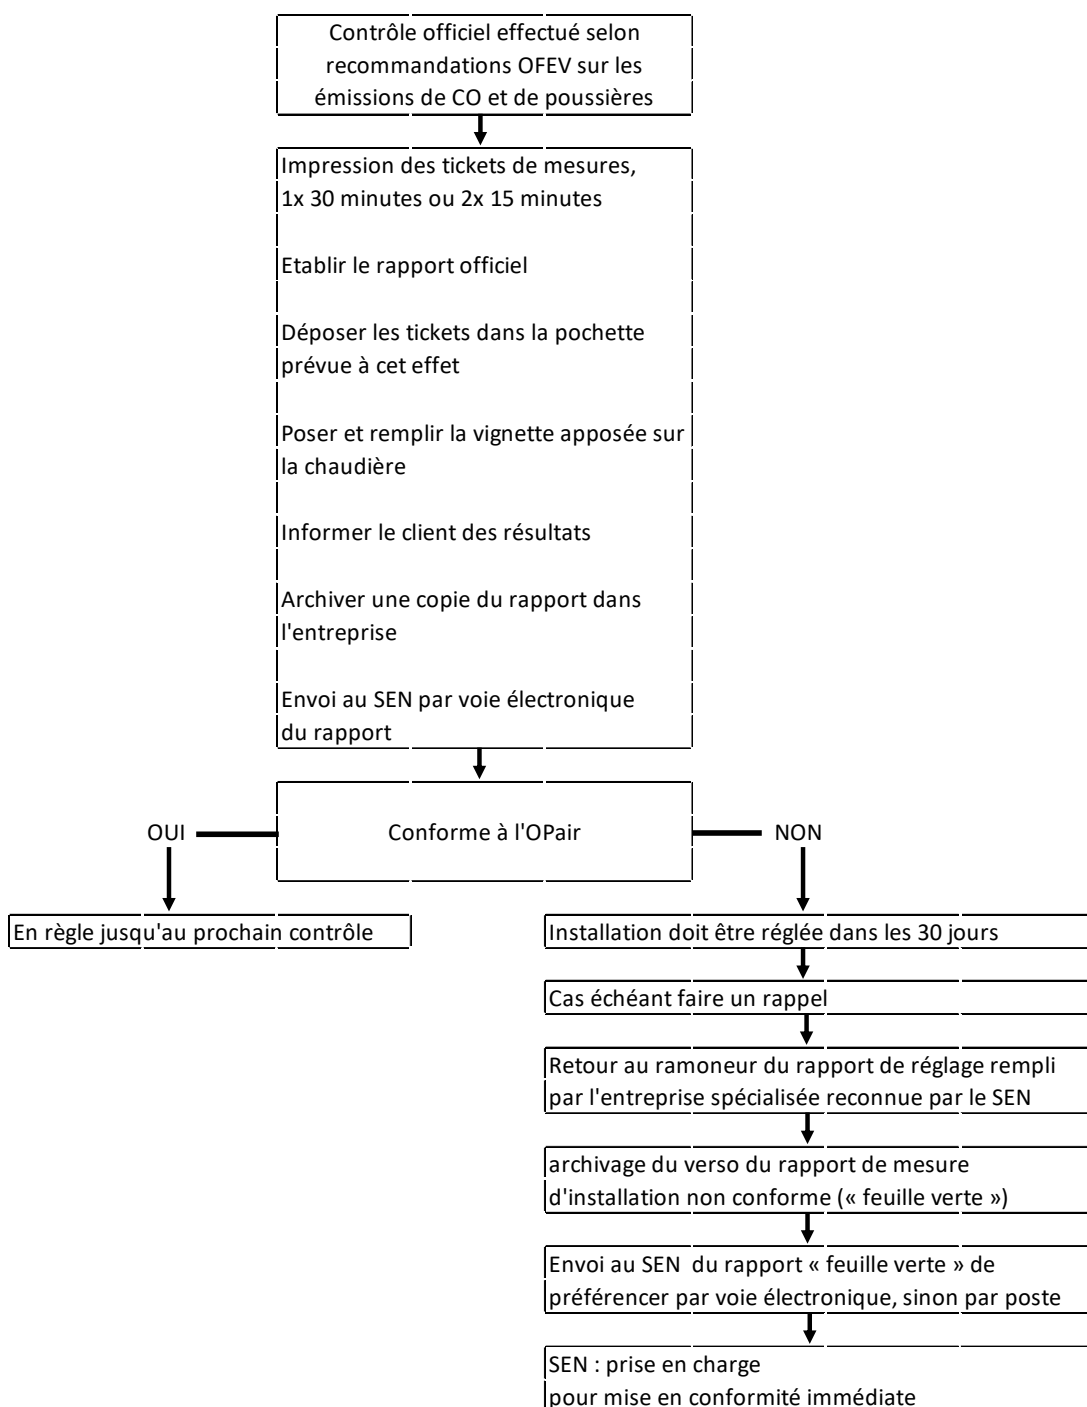 Contrôle officiel effectué selon
recommandations OFEV sur les
émissions de CO et de poussières
Impression des tickets de mesures,
1x 30 minutes ou 2x 15 minutes
Etablir le rapport officiel
Déposer les tickets dans la pochette
prévue à cet effet
Poser et remplir la vignette apposée sur
la chaudière
Informer le client des résultats
Archiver une copie du rapport dans
l'entreprise
Envoi au SEN par voie électronique
du rapport
OUI
Conforme à l'OPair
NON
En règle jusqu'au prochain contrôle
Installation doit être réglée dans les 30 jours
Cas échéant faire un rappel
Retour au ramoneur du rapport de réglage rempli
par l'entreprise spécialisée reconnue par le SEN
archivage du verso du rapport de mesure
d'installation non conforme (« feuille verte »)
Envoi au SEN  du rapport « feuille verte » de
préférencer par voie électronique, sinon par poste
SEN : prise en charge
pour mise en conformité immédiate